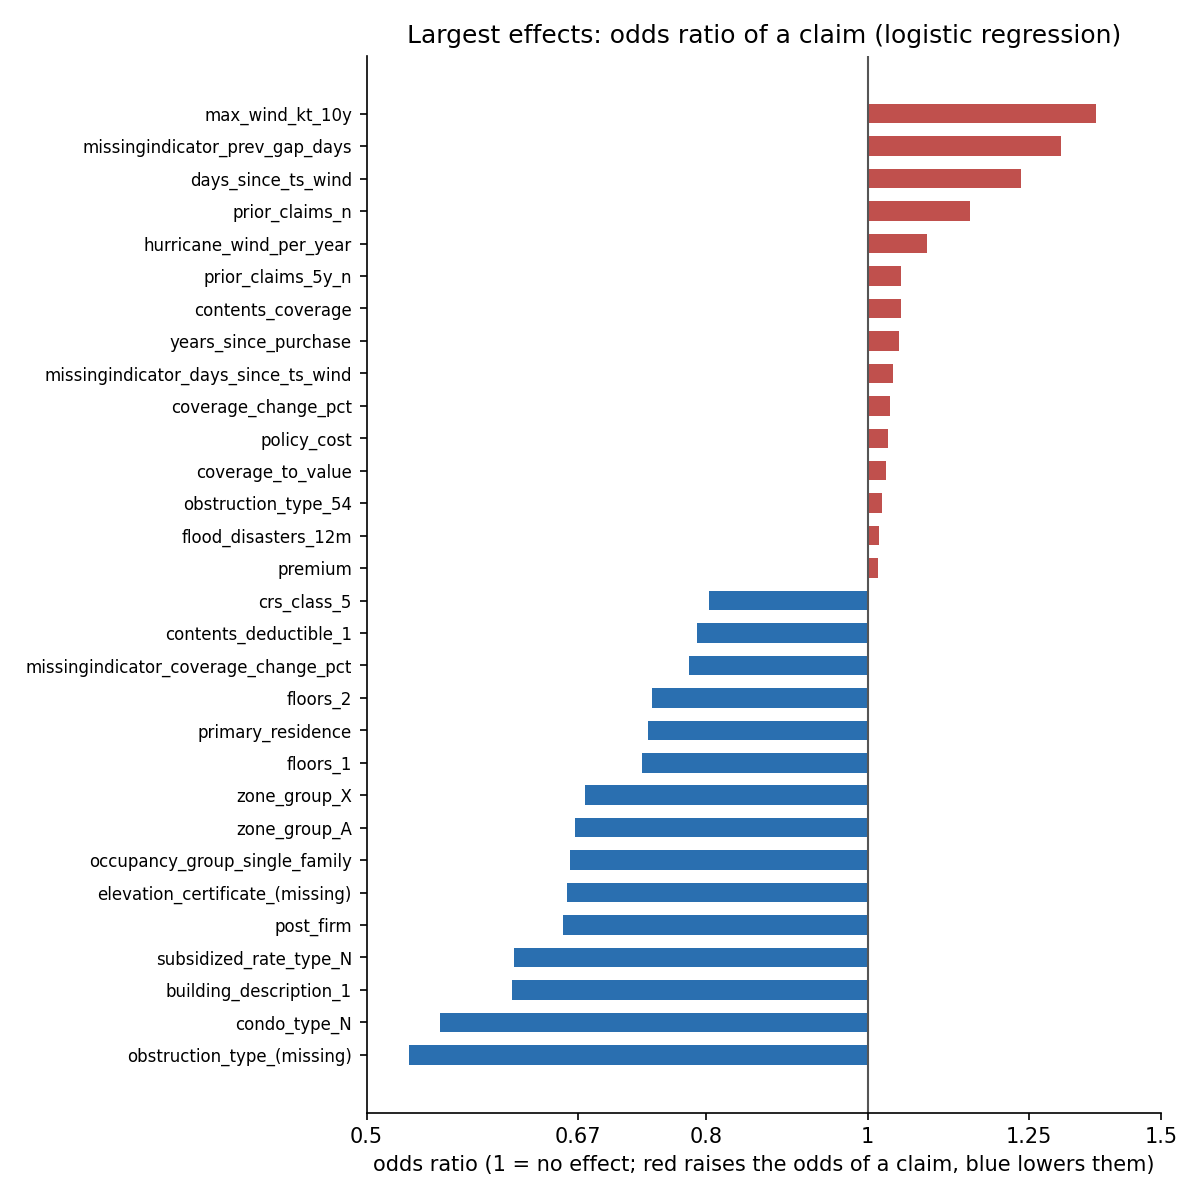 Largest effects: odds ratio of a claim (logistic regression)
max_wind_kt_10y
missingindicator_prev_gap_days
days_since_ts_wind
prior_claims_n
hurricane_wind_per_year
prior_claims_5y_n
contents_coverage
years_since_purchase
missingindicator_days_since_ts_wind
coverage_change_pct
policy_cost
coverage_to_value
obstruction_type_54
flood_disasters_12m
premium
crs_class_5
contents_deductible_1
missingindicator_coverage_change_pct
floors_2
primary_residence
floors_1
zone_group_X
zone_group_A
occupancy_group_single_family
elevation_certificate_(missing)
post_firm
subsidized_rate_type_N
building_description_1
condo_type_N
obstruction_type_(missing)
0.5 0.67 0.8 1 1.25 1.5
odds ratio (1 = no effect; red raises the odds of a claim, blue lowers them)